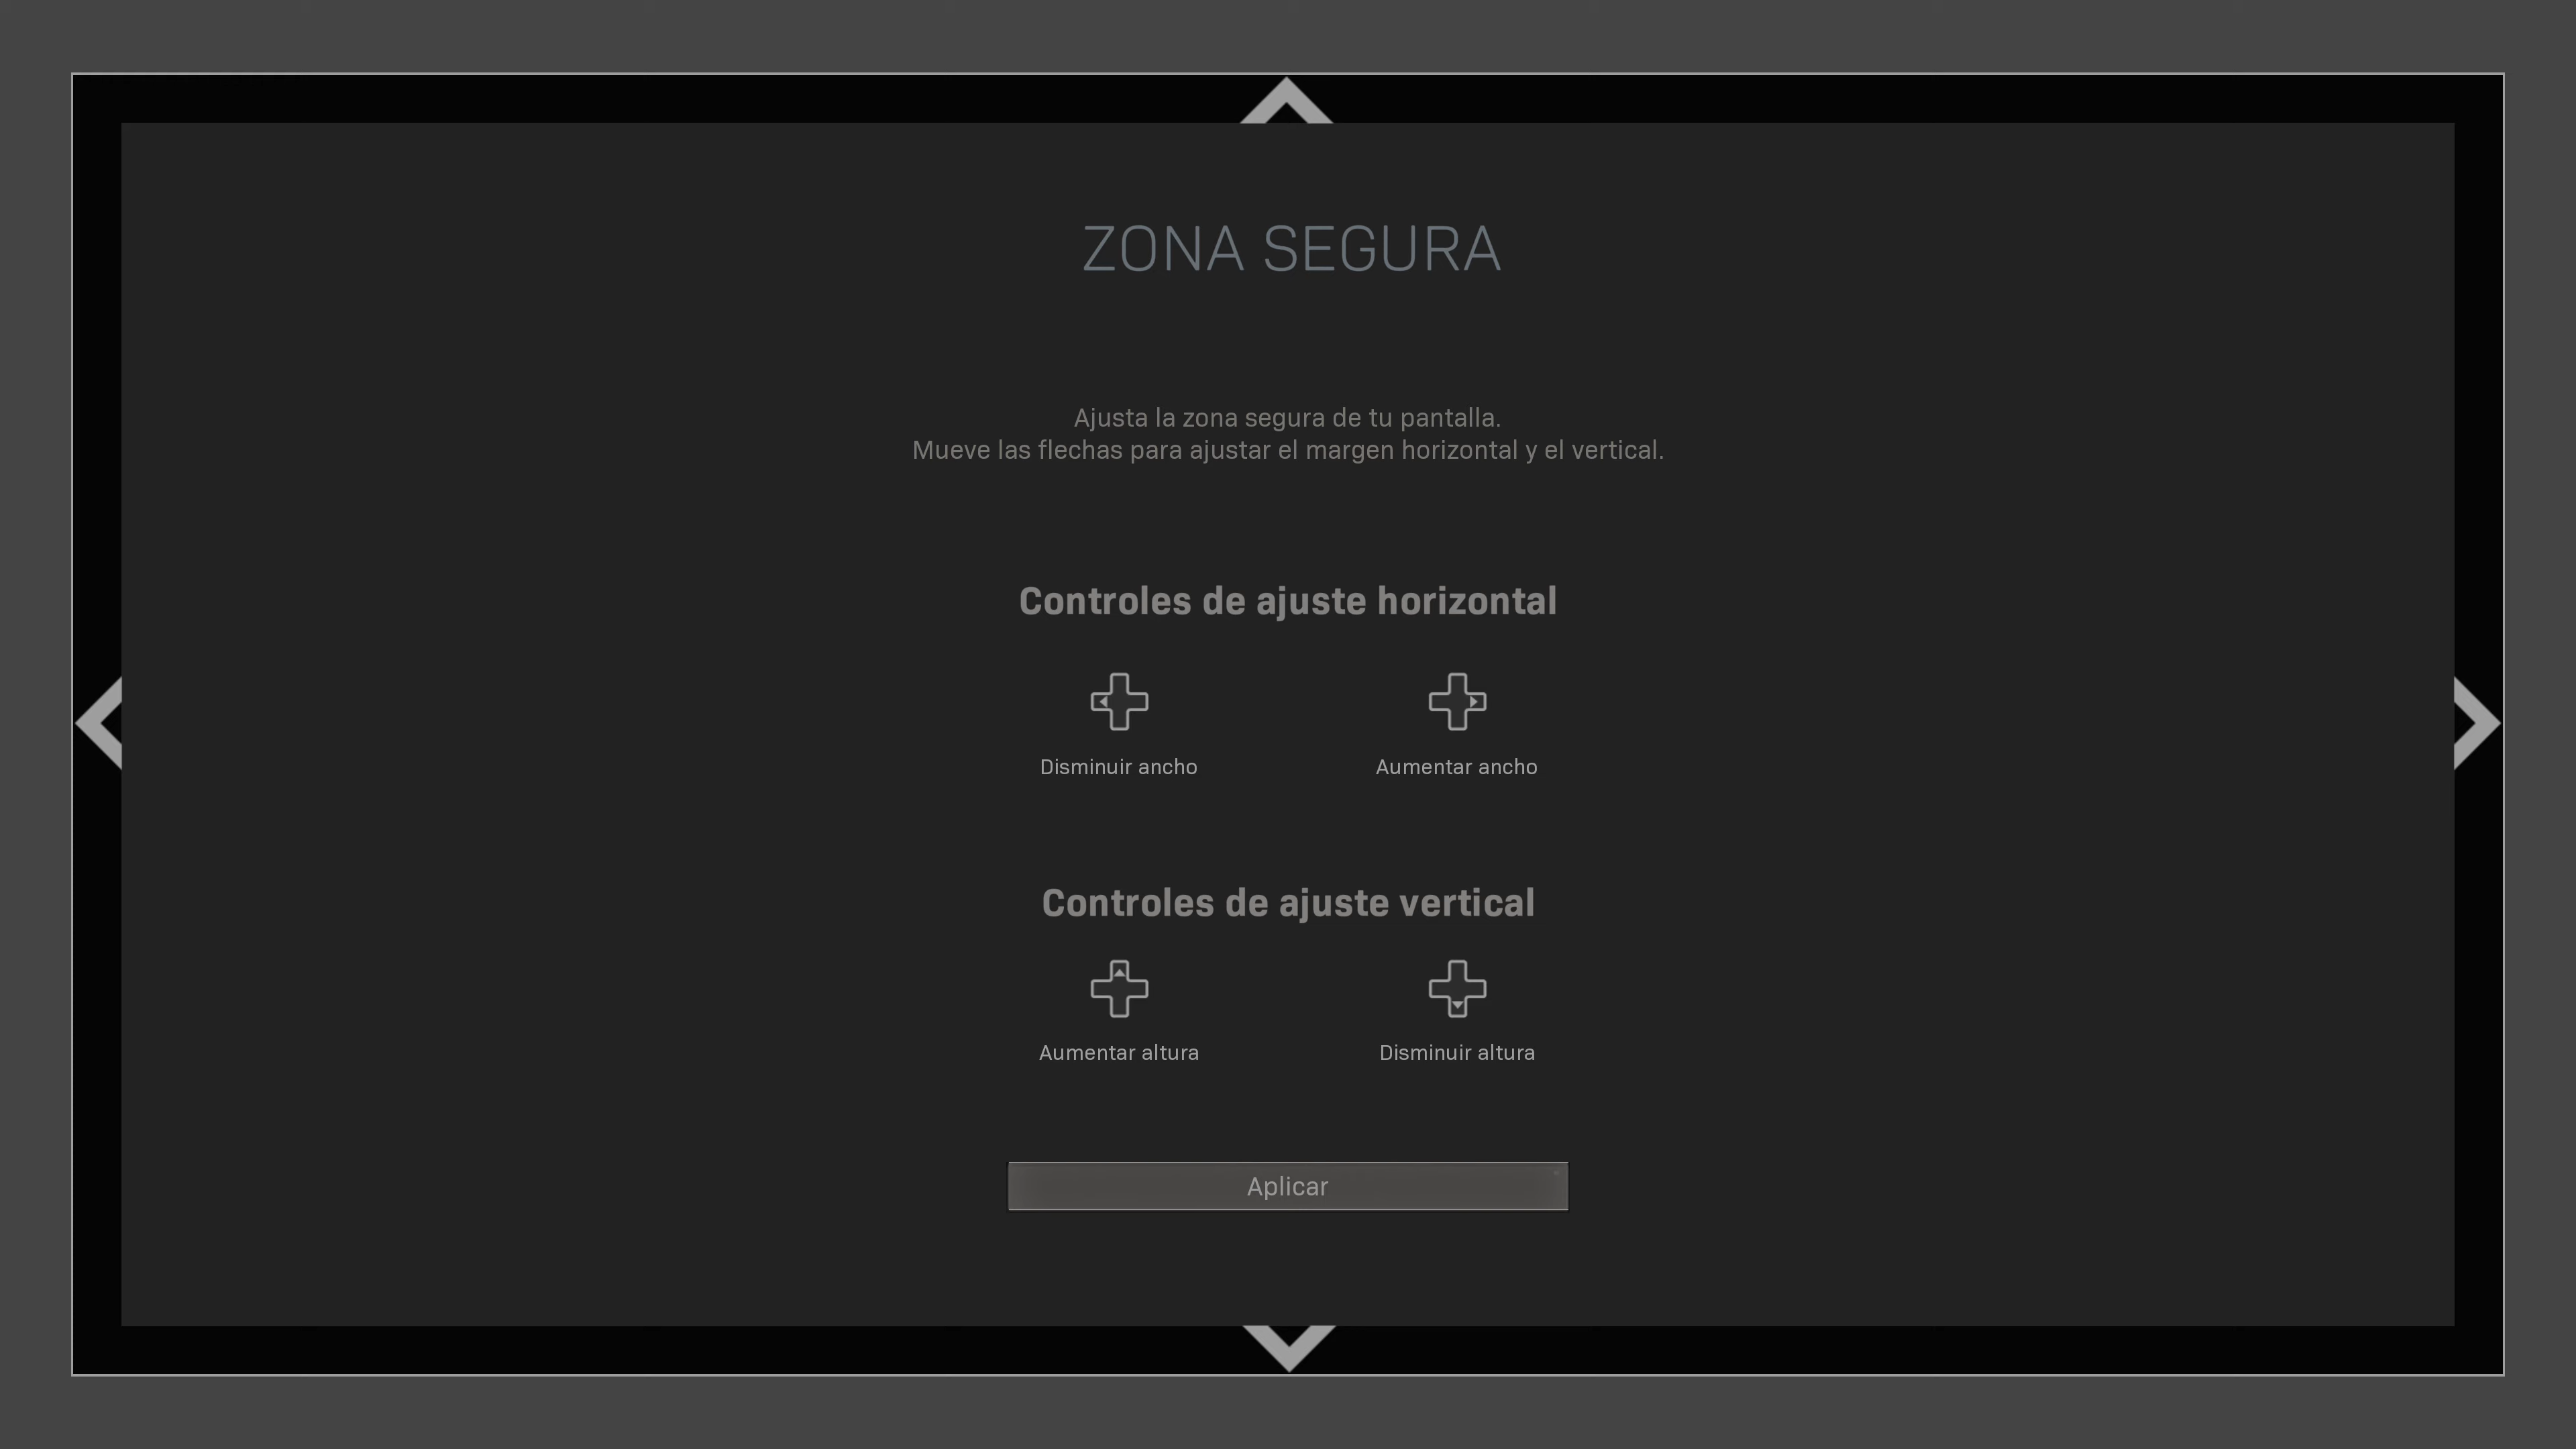 ZONA SEGURA
Ajusta la zona segura de tu pantalla.
Mueve las flechas para ajustar el margen horizontal y el vertical.
Controles de ajuste horizontal
Disminuir ancho
Aumentar ancho
Controles de ajuste vertical
Aumentar altura
Disminuir altura
Aplicar